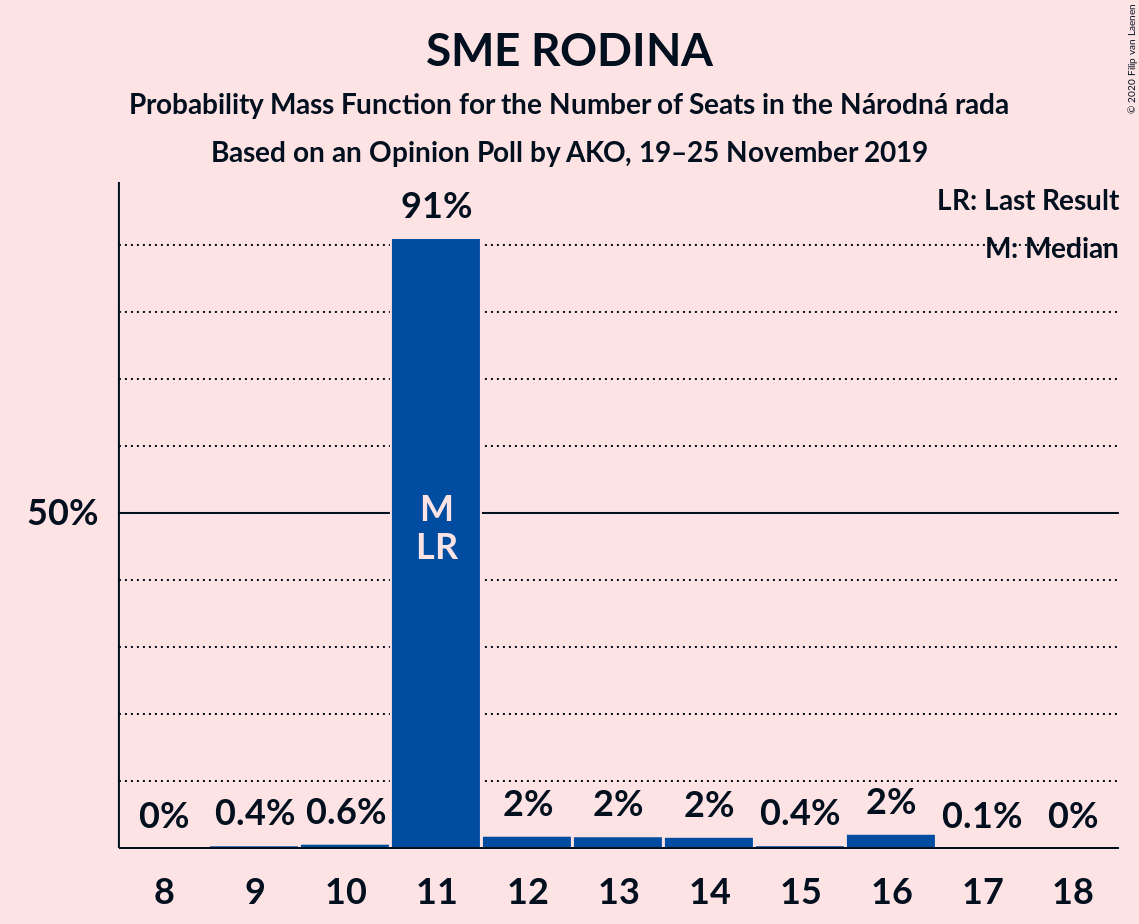 SME RODINA
Probability Mass Function for the Number of Seats in the Národná rada
Based on an Opinion Poll by AKO, 19–25 November 2019
© 2020 Filip van Laenen
LR: Last Result
M: Median
91%
50%
M
LR
0% 0.4% 0.6% 2% 2% 2% 0.4% 2% 0.1% 0%
8 9 10 11 12 13 14 15 16 17 18